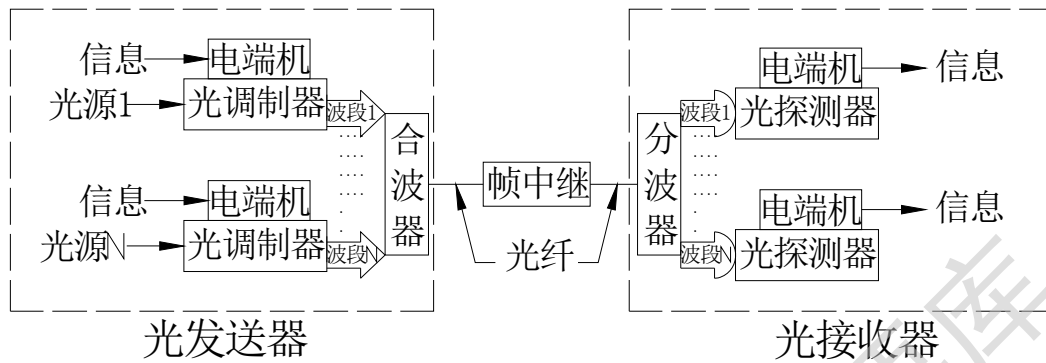 信息
电端机
光源1
光调制器
波段1
信息
电端机
光源N
光调制器
波段N
合波器
光发送器
帧中继
光纤
分波器
波段1
电端机
信息
光探测器
波段N
电端机
信息
光探测器
光接收器
库